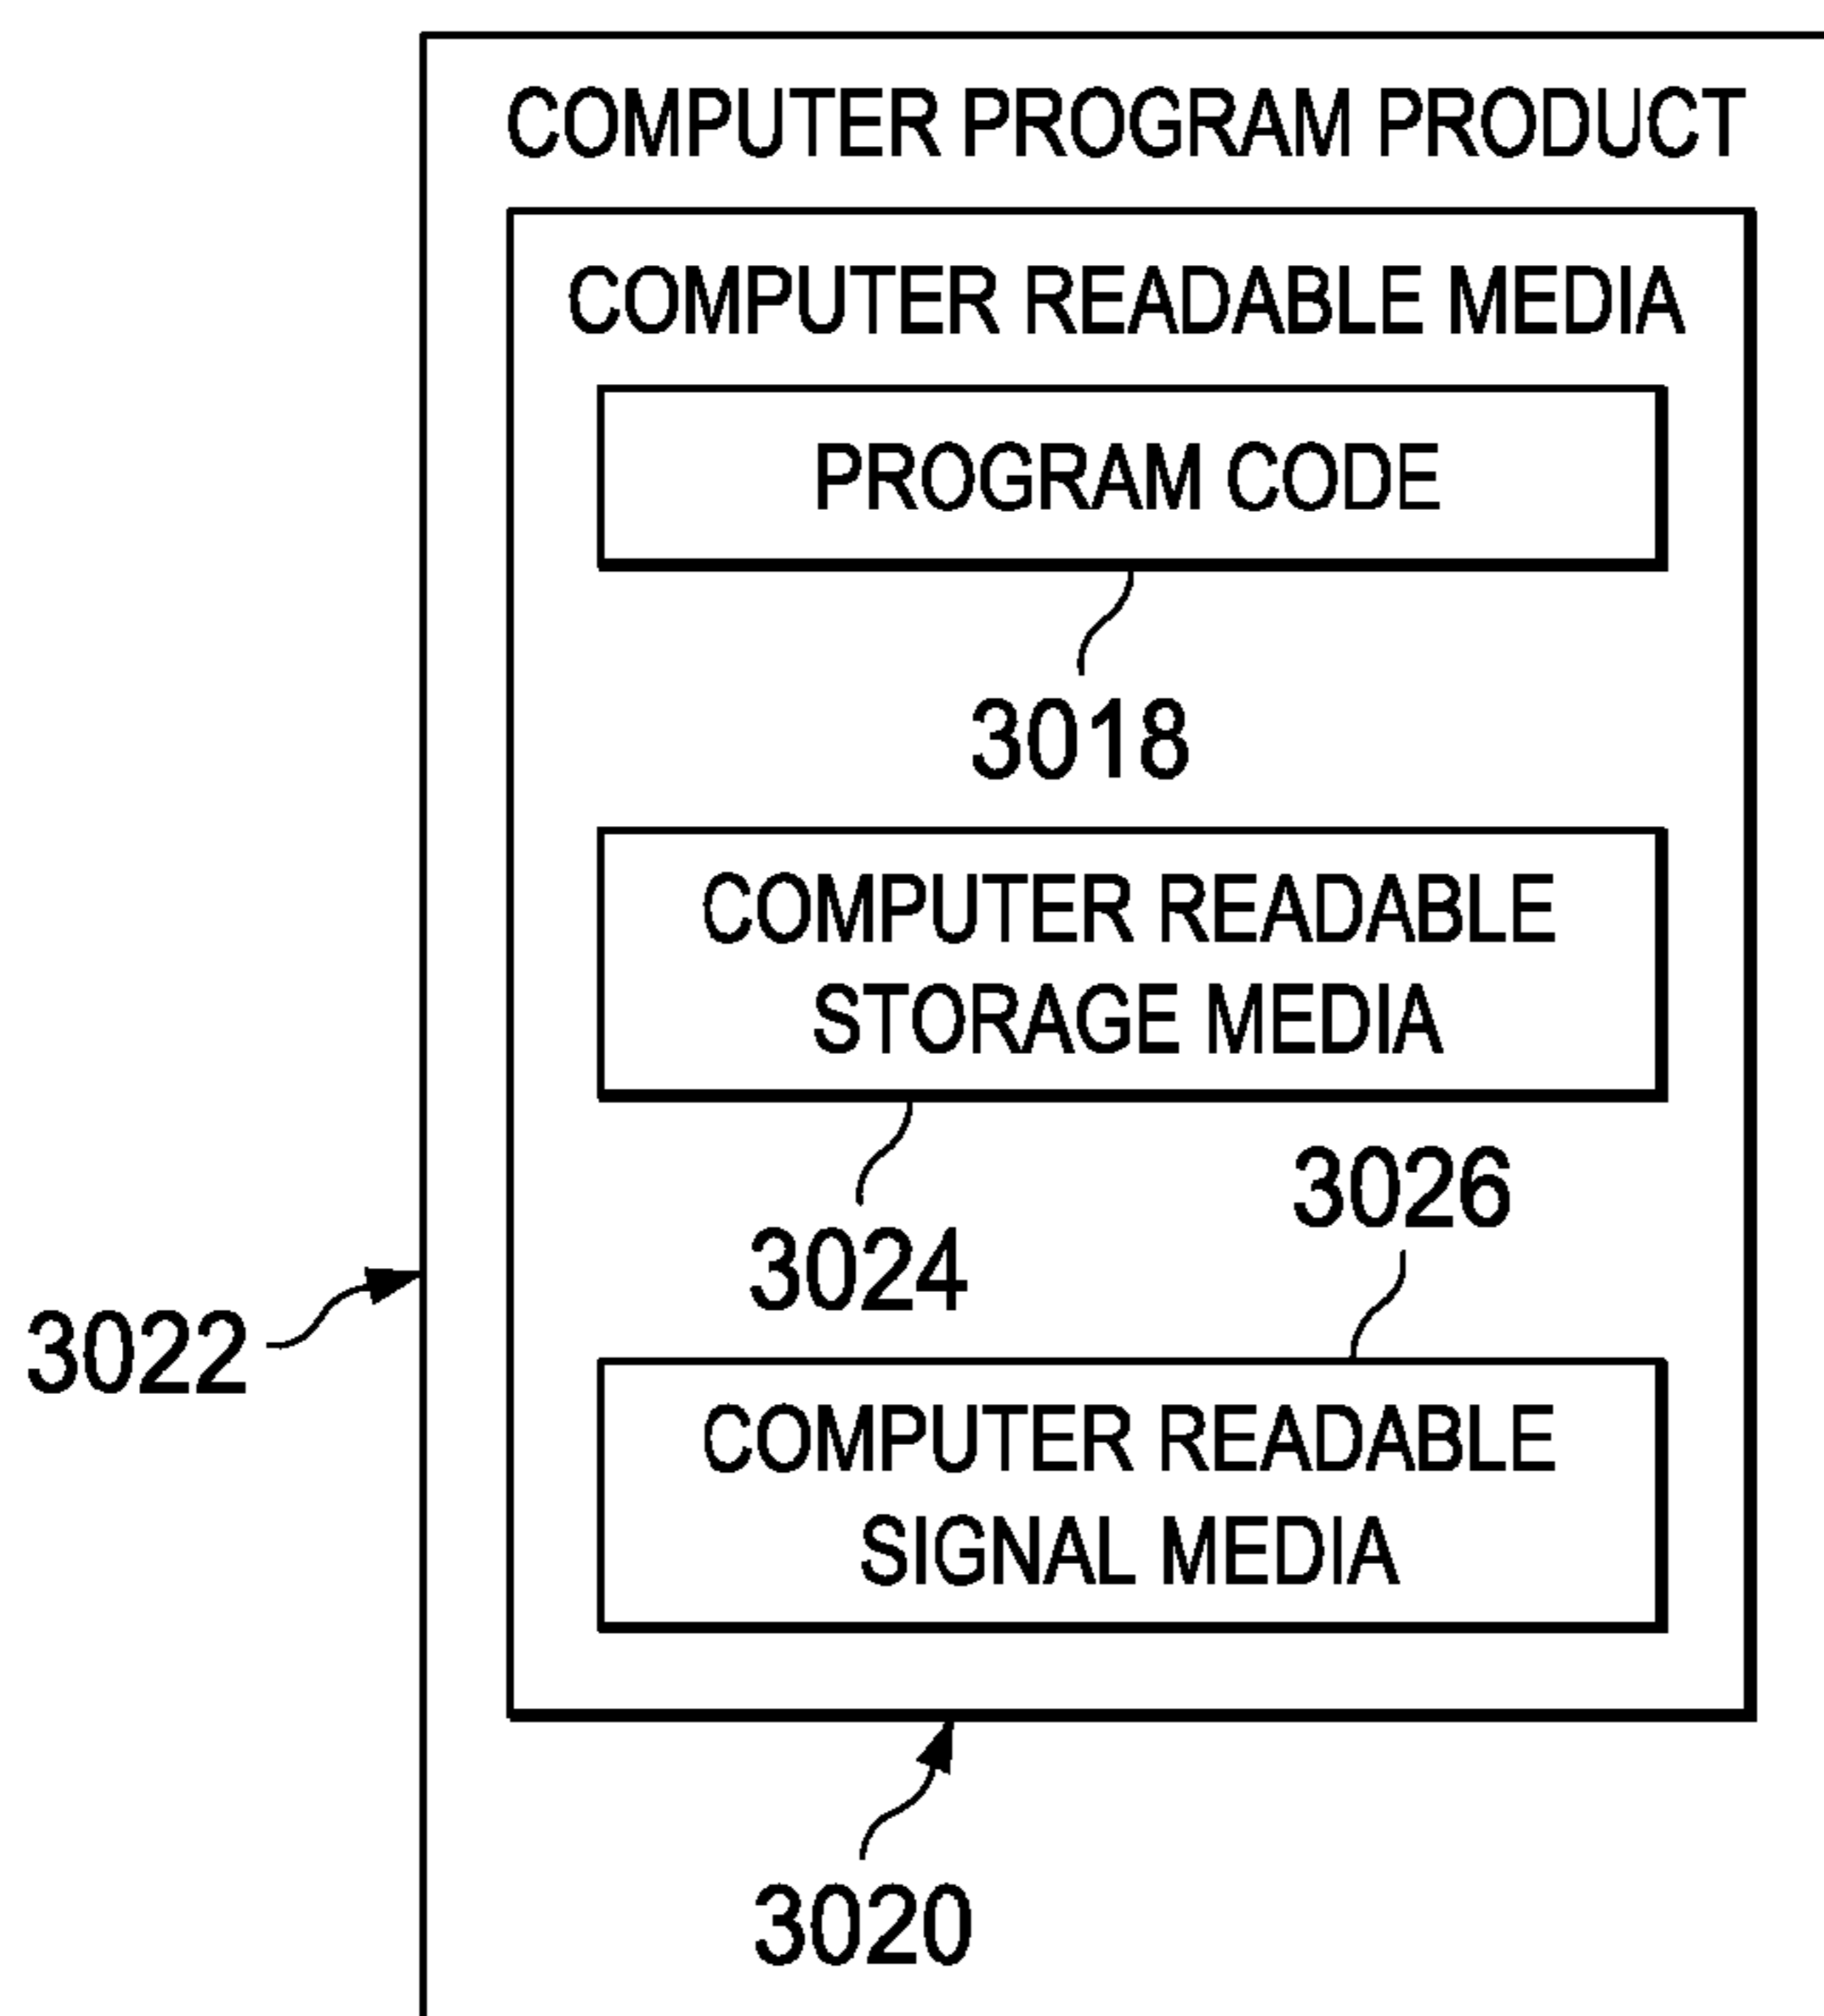 COMPUTER PROGRAM PRODUCT
COMPUTER READABLE MEDIA
PROGRAM CODE
3018
COMPUTER READABLE
STORAGE MEDIA
3024
3026
3022
COMPUTER READABLE
SIGNAL MEDIA
3020